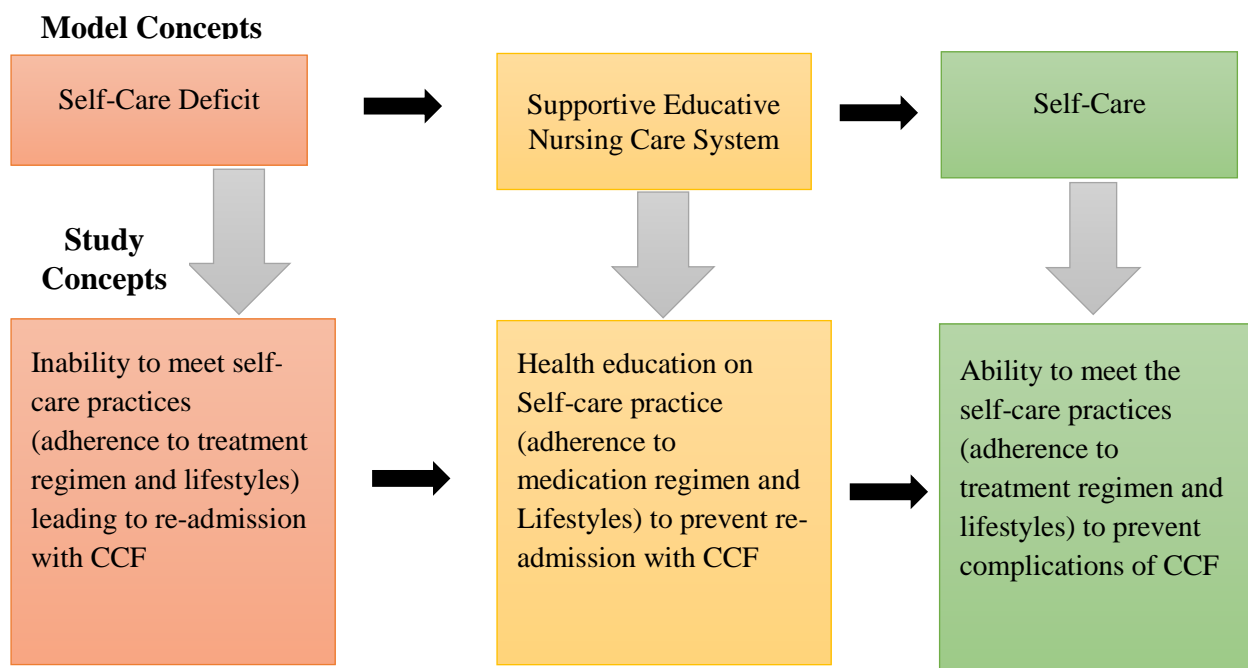 Model Concepts
Self-Care Deficit
Supportive Educative
Nursing Care System
Self-Care
Study
Concepts
Inability to meet self-
care practices
(adherence to treatment
regimen and lifestyles)
leading to re-admission
with CCF
Health education on
Self-care practice
(adherence to
medication regimen and
Lifestyles) to prevent re-
admission with CCF
Ability to meet the
self-care practices
(adherence to
treatment regimen and
lifestyles) to prevent
complications of CCF